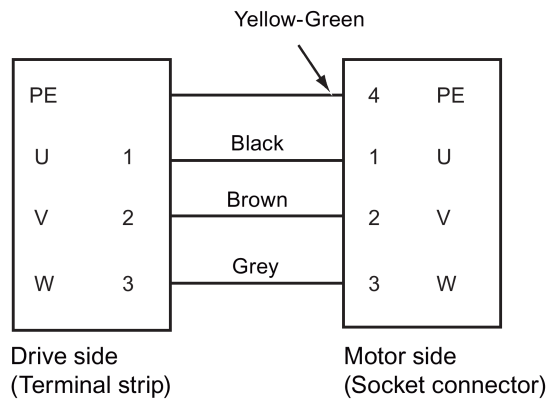 Yellow-Green
PE 4 PE
U 1 Black 1 U
V 2 Brown 2 V
W 3 Grey 3 W
Drive side Motor side
(Terminal strip) (Socket connector)